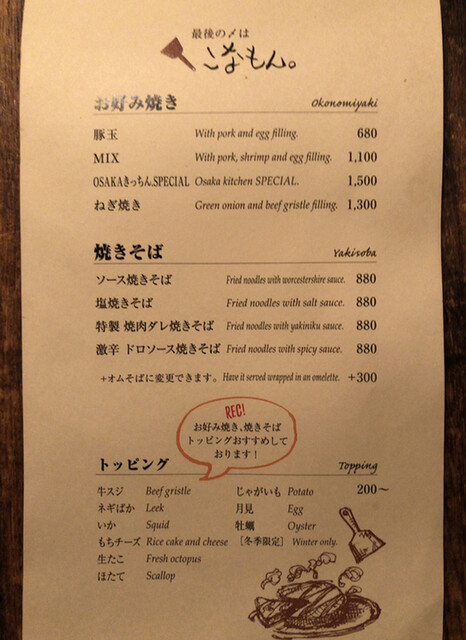 最後の〆は
こなもん。
お好み焼き Okonomiyaki
豚玉 With pork and egg filling. 680
MIX With pork, shrimp and egg filling. 1,100
OSAKAきっちん.SPECIAL Osaka kitchen SPECIAL. 1,500
ねぎ焼き Green onion and beef gristle filling. 1,300
焼きそば Yakisoba
ソース焼きそば Fried noodles with worcestershire sauce. 880
塩焼きそば Fried noodles with salt sauce. 880
特製 焼肉ダレ焼きそば Fried noodles with yakiniku sauce. 880
激辛 ドロソース焼きそば Fried noodles with spicy sauce. 880
+オムそばに変更できます。 Have it served wrapped in an omelette. +300
REC!
お好み焼き、焼きそば
トッピングおすすめして
おります!
トッピング Topping
牛スジ Beef gristle じゃがいも Potato 200〜
ネギばか Leek 月見 Egg
いか Squid 牡蠣 Oyster
もちチーズ Rice cake and cheese [冬季限定] Winter only.
生たこ Fresh octopus
ほたて Scallop